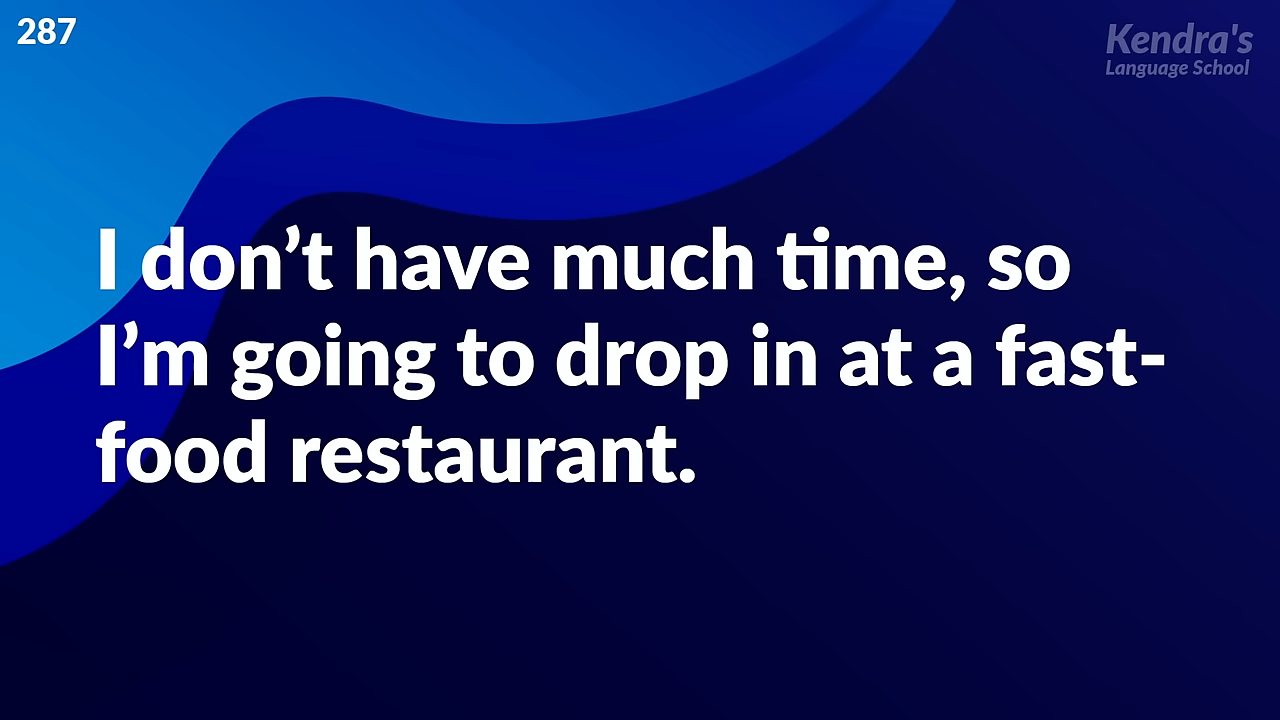 287
Kendra's
Language School
I don’t have much time, so
I’m going to drop in at a fast-
food restaurant.